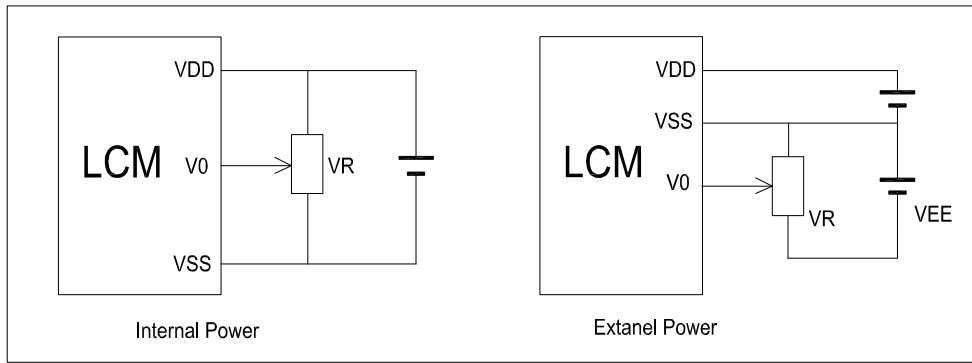 VDD
LCM
V0
VR
VSS
Internal Power
VDD
VSS
LCM
V0
VR
VEE
Extanel Power